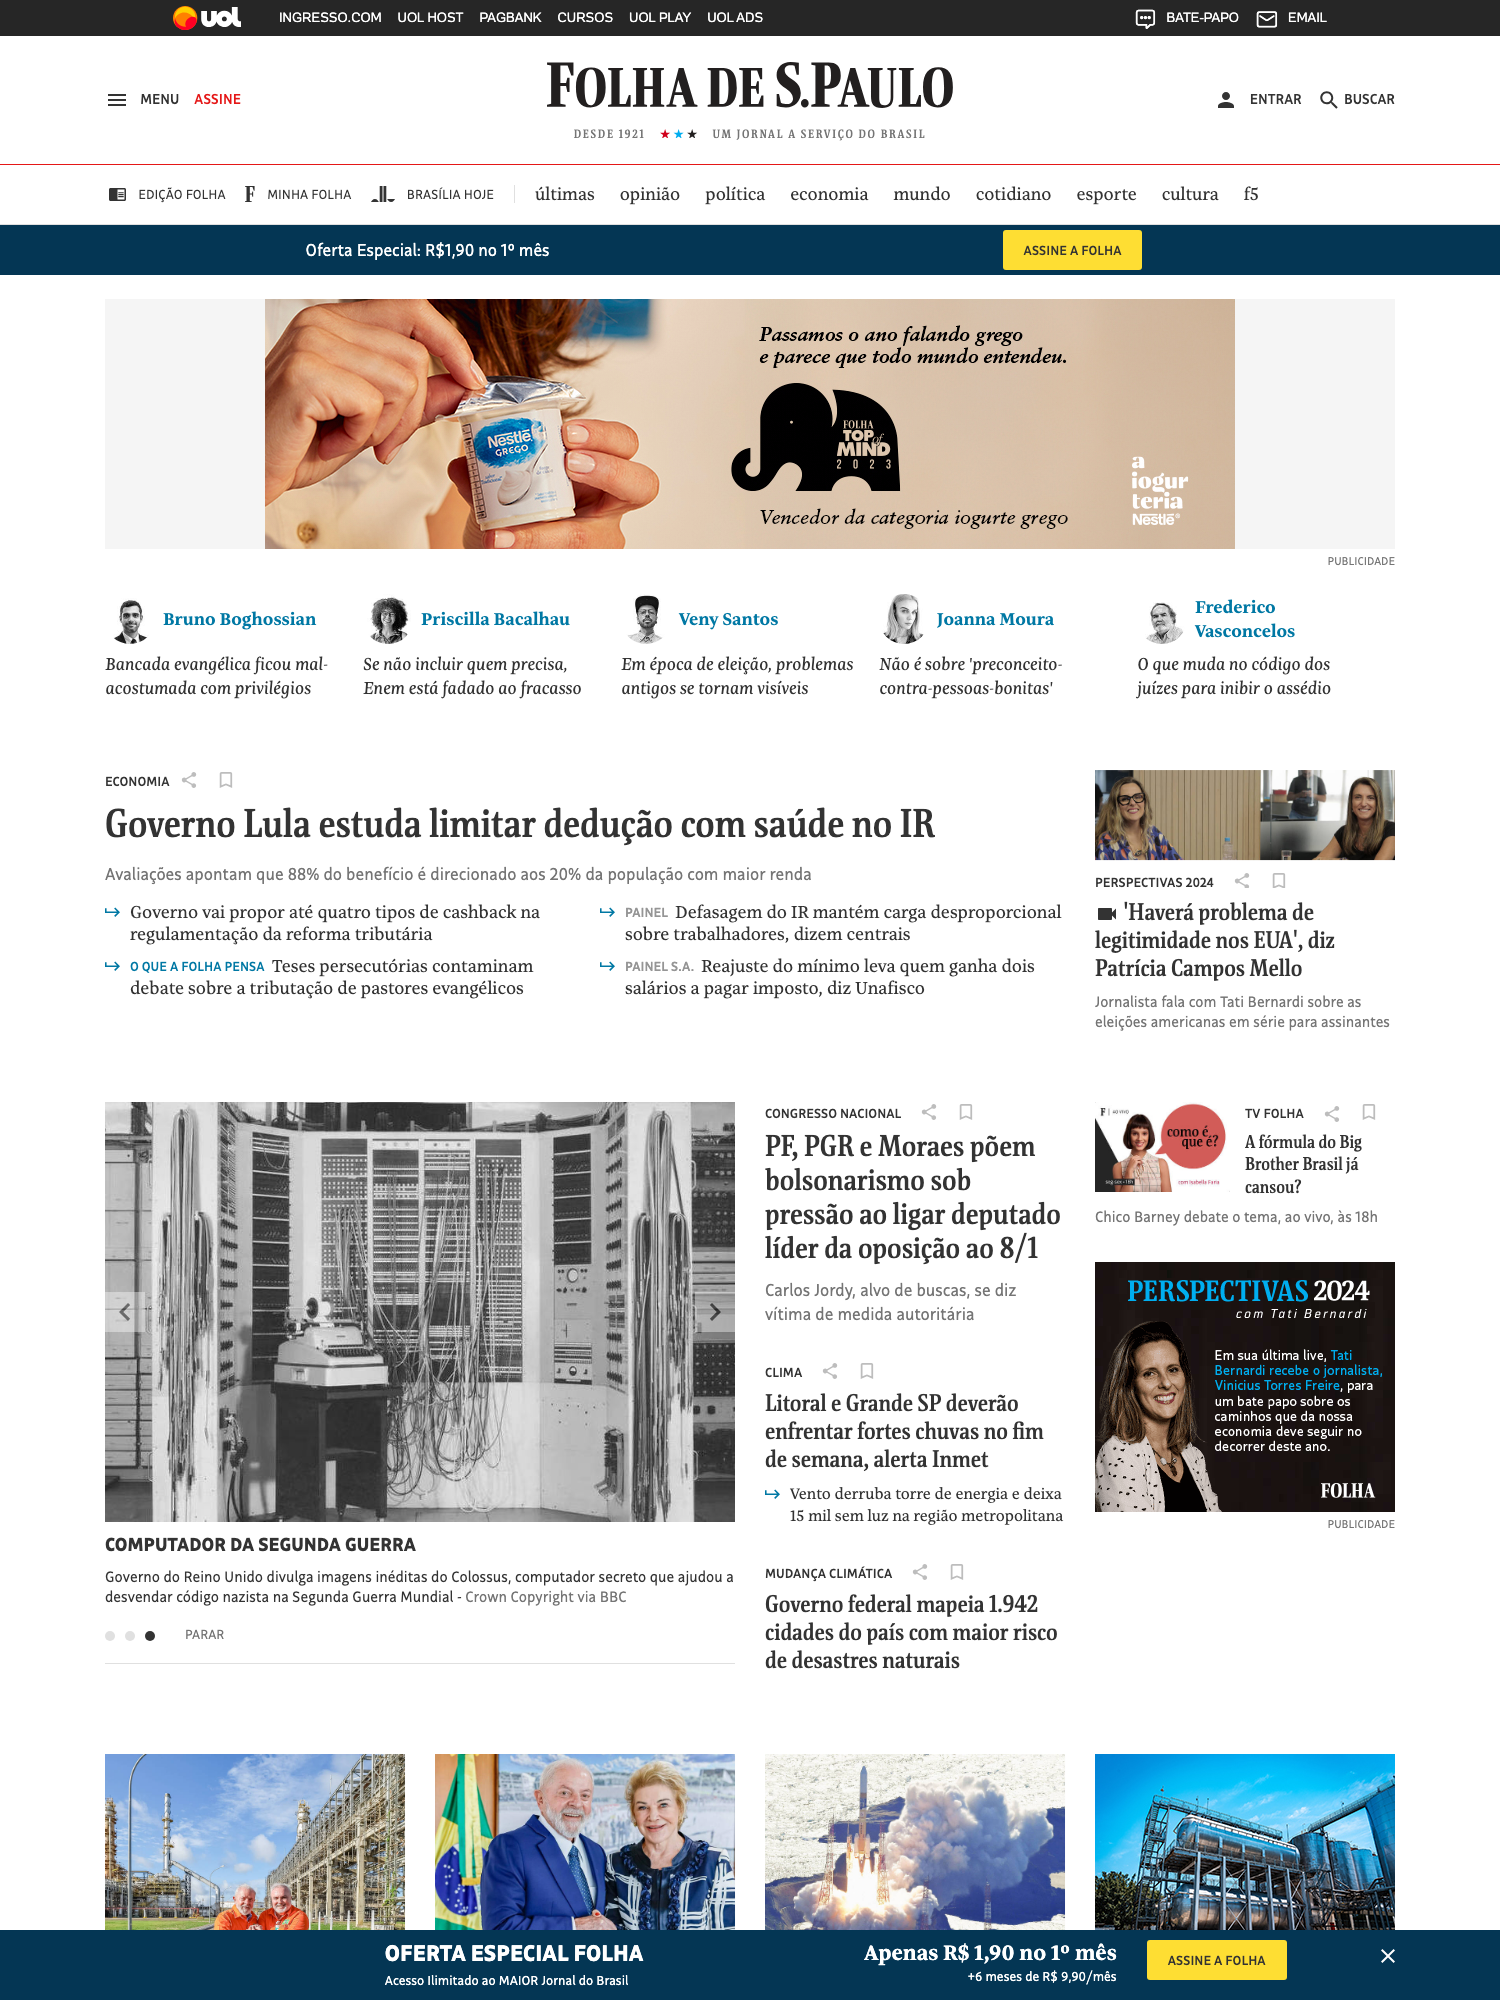 uol
INGRESSO.COM UOL HOST PAGBANK CURSOS UOL PLAY UOL ADS
BATE-PAPO EMAIL
MENU ASSINE
FOLHA DE S.PAULO
DESDE 1921 ★★★ UM JORNAL A SERVIÇO DO BRASIL
ENTRAR BUSCAR
EDIÇÃO FOLHA F MINHA FOLHA BRASÍLIA HOJE
últimas opinião política economia mundo cotidiano esporte cultura f5
Oferta Especial: R$1,90 no 1º mês
ASSINE A FOLHA
Passamos o ano falando grego
e parece que todo mundo entendeu.
Nestlé
GREGO
FOLHA
TOP of
MIND
2023
Vencedor da categoria iogurte grego
a
iogur
teria
Nestlé
PUBLICIDADE
Bruno Boghossian
Bancada evangélica ficou mal-
acostumada com privilégios
Priscilla Bacalhau
Se não incluir quem precisa,
Enem está fadado ao fracasso
Veny Santos
Em época de eleição, problemas
antigos se tornam visíveis
Joanna Moura
Não é sobre 'preconceito-
contra-pessoas-bonitas'
Frederico
Vasconcelos
O que muda no código dos
juízes para inibir o assédio
ECONOMIA
Governo Lula estuda limitar dedução com saúde no IR
Avaliações apontam que 88% do benefício é direcionado aos 20% da população com maior renda
Governo vai propor até quatro tipos de cashback na
regulamentação da reforma tributária
O QUE A FOLHA PENSA Teses persecutórias contaminam
debate sobre a tributação de pastores evangélicos
PAINEL Defasagem do IR mantém carga desproporcional
sobre trabalhadores, dizem centrais
PAINEL S.A. Reajuste do mínimo leva quem ganha dois
salários a pagar imposto, diz Unafisco
PERSPECTIVAS 2024
'Haverá problema de
legitimidade nos EUA', diz
Patrícia Campos Mello
Jornalista fala com Tati Bernardi sobre as
eleições americanas em série para assinantes
COMPUTADOR DA SEGUNDA GUERRA
Governo do Reino Unido divulga imagens inéditas do Colossus, computador secreto que ajudou a
desvendar código nazista na Segunda Guerra Mundial - Crown Copyright via BBC
PARAR
CONGRESSO NACIONAL
PF, PGR e Moraes põem
bolsonarismo sob
pressão ao ligar deputado
líder da oposição ao 8/1
Carlos Jordy, alvo de buscas, se diz
vítima de medida autoritária
CLIMA
Litoral e Grande SP deverão
enfrentar fortes chuvas no fim
de semana, alerta Inmet
Vento derruba torre de energia e deixa
15 mil sem luz na região metropolitana
MUDANÇA CLIMÁTICA
Governo federal mapeia 1.942
cidades do país com maior risco
de desastres naturais
F AO VIVO
como é
que é?
com Isabella Faria
TV FOLHA
A fórmula do Big
Brother Brasil já
cansou?
Chico Barney debate o tema, ao vivo, às 18h
PERSPECTIVAS 2024
com Tati Bernardi
Em sua última live, Tati
Bernardi recebe o jornalista,
Vinicius Torres Freire, para
um bate papo sobre os
caminhos que da nossa
economia deve seguir no
decorrer deste ano.
FOLHA
PUBLICIDADE
OFERTA ESPECIAL FOLHA
Acesso Ilimitado ao MAIOR Jornal do Brasil
Apenas R$ 1,90 no 1º mês
+6 meses de R$ 9,90/mês
ASSINE A FOLHA